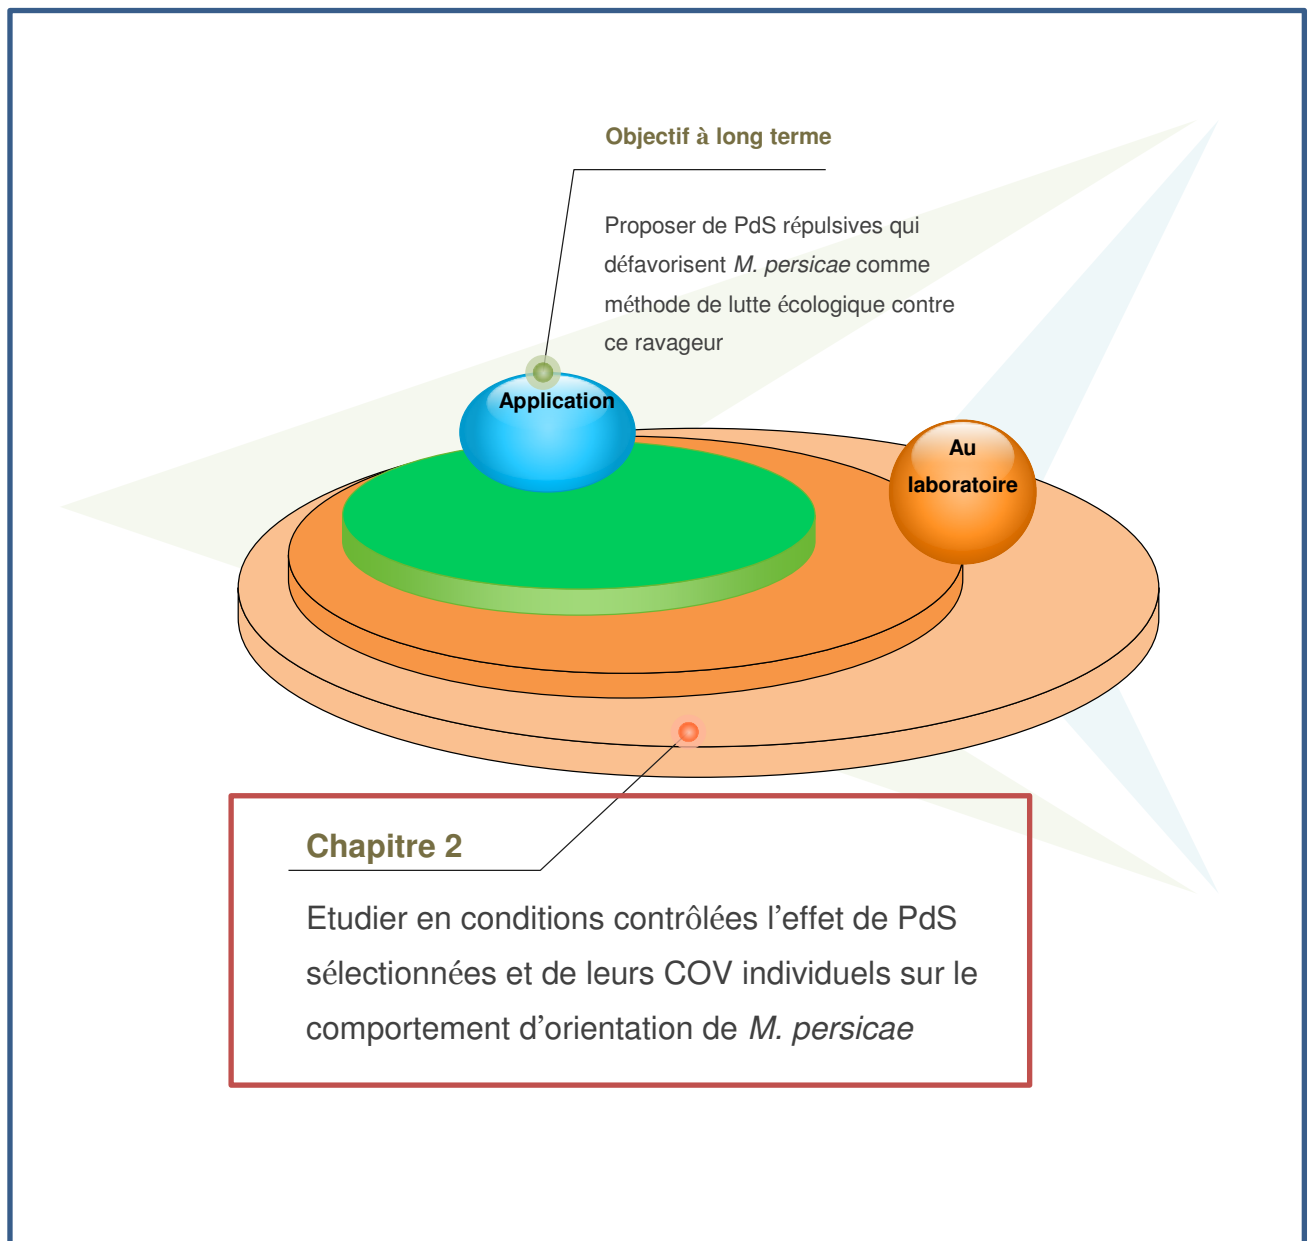 Objectif à long terme
Proposer de PdS répulsives qui
défavorisent M. persicae comme
méthode de lutte écologique contre
ce ravageur
Application
Au
laboratoire
Chapitre 2
Etudier en conditions contrôlées l’effet de PdS
sélectionnées et de leurs COV individuels sur le
comportement d’orientation de M. persicae